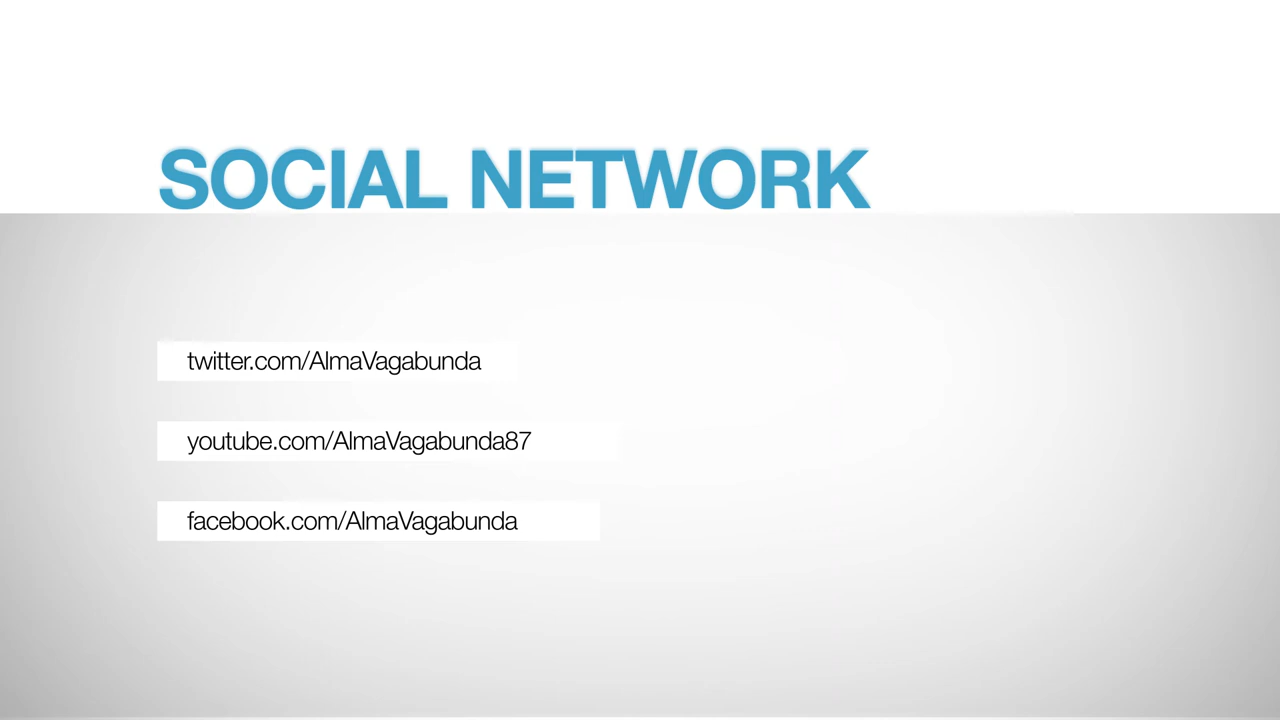 SOCIAL NETWORK
twitter.com/AlmaVagabunda
youtube.com/AlmaVagabunda87
facebook.com/AlmaVagabunda